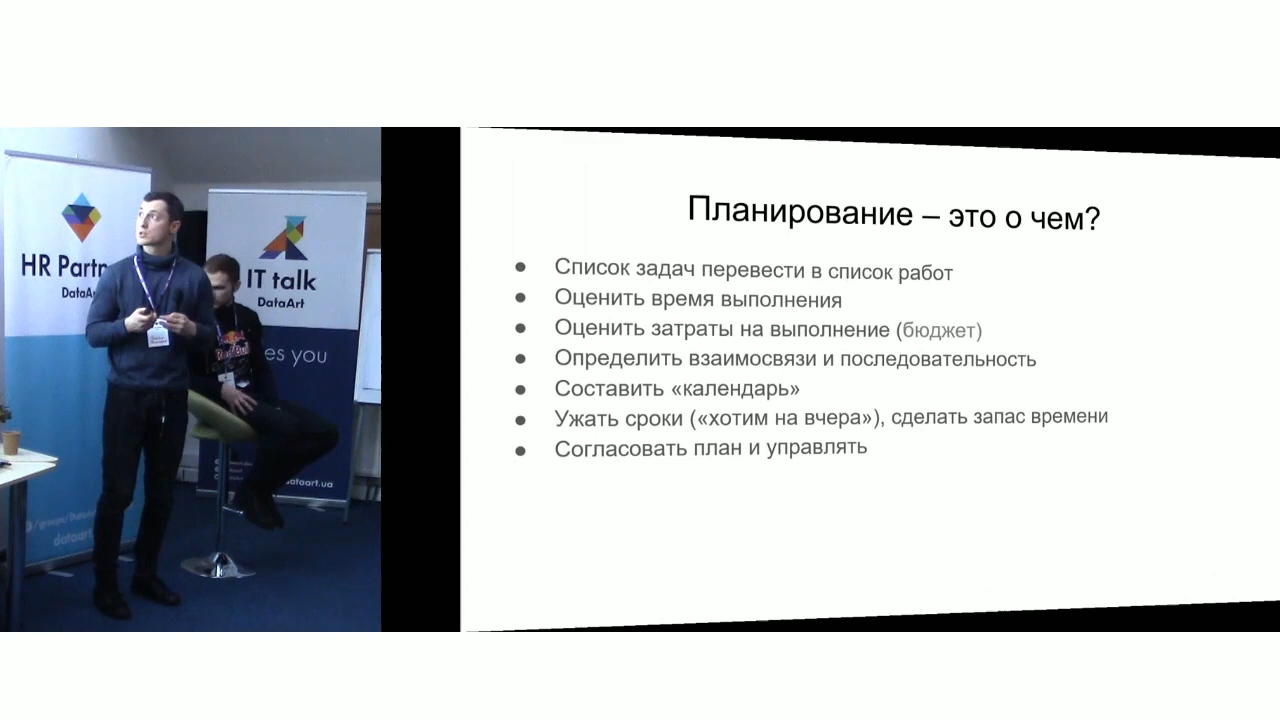 HR Partn
DataAr
IT talk
DataArt
es you
dataart.ua
dataart.
Планирование – это о чем?
● Список задач перевести в список работ
● Оценить время выполнения
● Оценить затраты на выполнение (бюджет)
● Определить взаимосвязи и последовательность
● Составить «календарь»
● Ужать сроки («хотим на вчера»), сделать запас времени
● Согласовать план и управлять